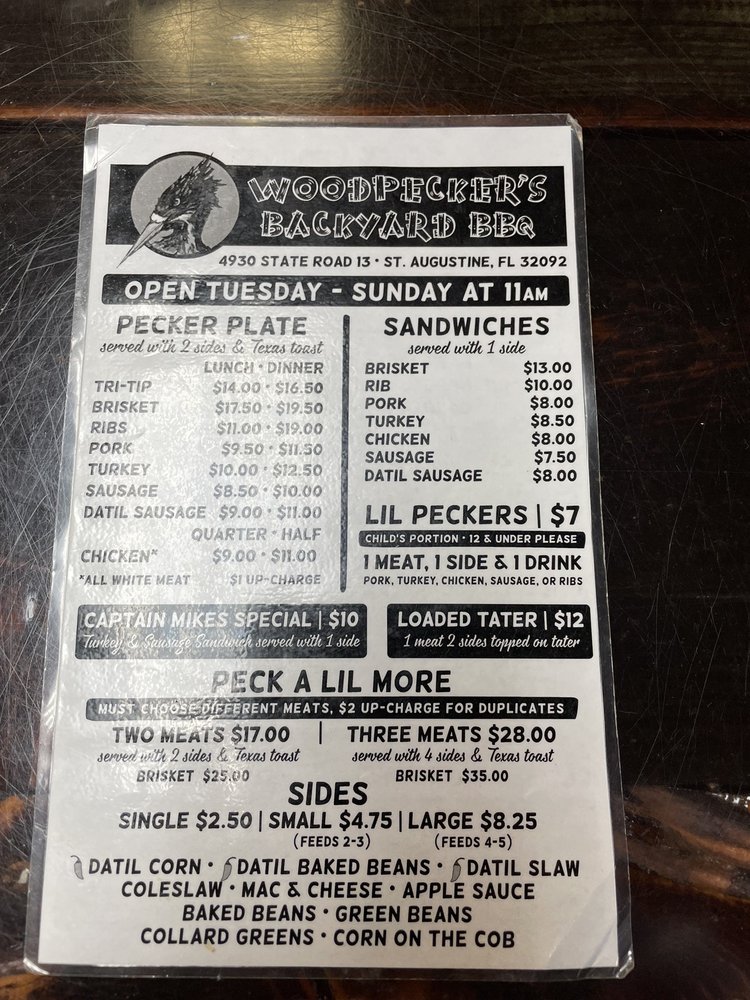 WOODPECKER'S
BACKYARD BBQ
4930 STATE ROAD 13 • ST. AUGUSTINE, FL 32092
OPEN TUESDAY - SUNDAY AT 11AM
PECKER PLATE
served with 2 sides & Texas toast
LUNCH • DINNER
TRI-TIP $14.00 • $16.50
BRISKET $17.50 • $19.50
RIBS $11.00 • $19.00
PORK $9.50 • $11.50
TURKEY $10.00 • $12.50
SAUSAGE $8.50 • $10.00
DATIL SAUSAGE $9.00 • $11.00
QUARTER • HALF
CHICKEN* $9.00 • $11.00
*ALL WHITE MEAT $1 UP-CHARGE
SANDWICHES
served with 1 side
BRISKET $13.00
RIB $10.00
PORK $8.00
TURKEY $8.50
CHICKEN $8.00
SAUSAGE $7.50
DATIL SAUSAGE $8.00
LIL PECKERS | $7
CHILD'S PORTION • 12 & UNDER PLEASE
1 MEAT, 1 SIDE & 1 DRINK
PORK, TURKEY, CHICKEN, SAUSAGE, OR RIBS
CAPTAIN MIKES SPECIAL | $10
Turkey & Sausage Sandwich served with 1 side
LOADED TATER | $12
1 meat 2 sides topped on tater
PECK A LIL MORE
MUST CHOOSE DIFFERENT MEATS, $2 UP-CHARGE FOR DUPLICATES
TWO MEATS $17.00
served with 2 sides & Texas toast
BRISKET $25.00
THREE MEATS $28.00
served with 4 sides & Texas toast
BRISKET $35.00
SIDES
SINGLE $2.50 | SMALL $4.75 | LARGE $8.25
(FEEDS 2-3) (FEEDS 4-5)
DATIL CORN • DATIL BAKED BEANS • DATIL SLAW
COLESLAW • MAC & CHEESE • APPLE SAUCE
BAKED BEANS • GREEN BEANS
COLLARD GREENS • CORN ON THE COB